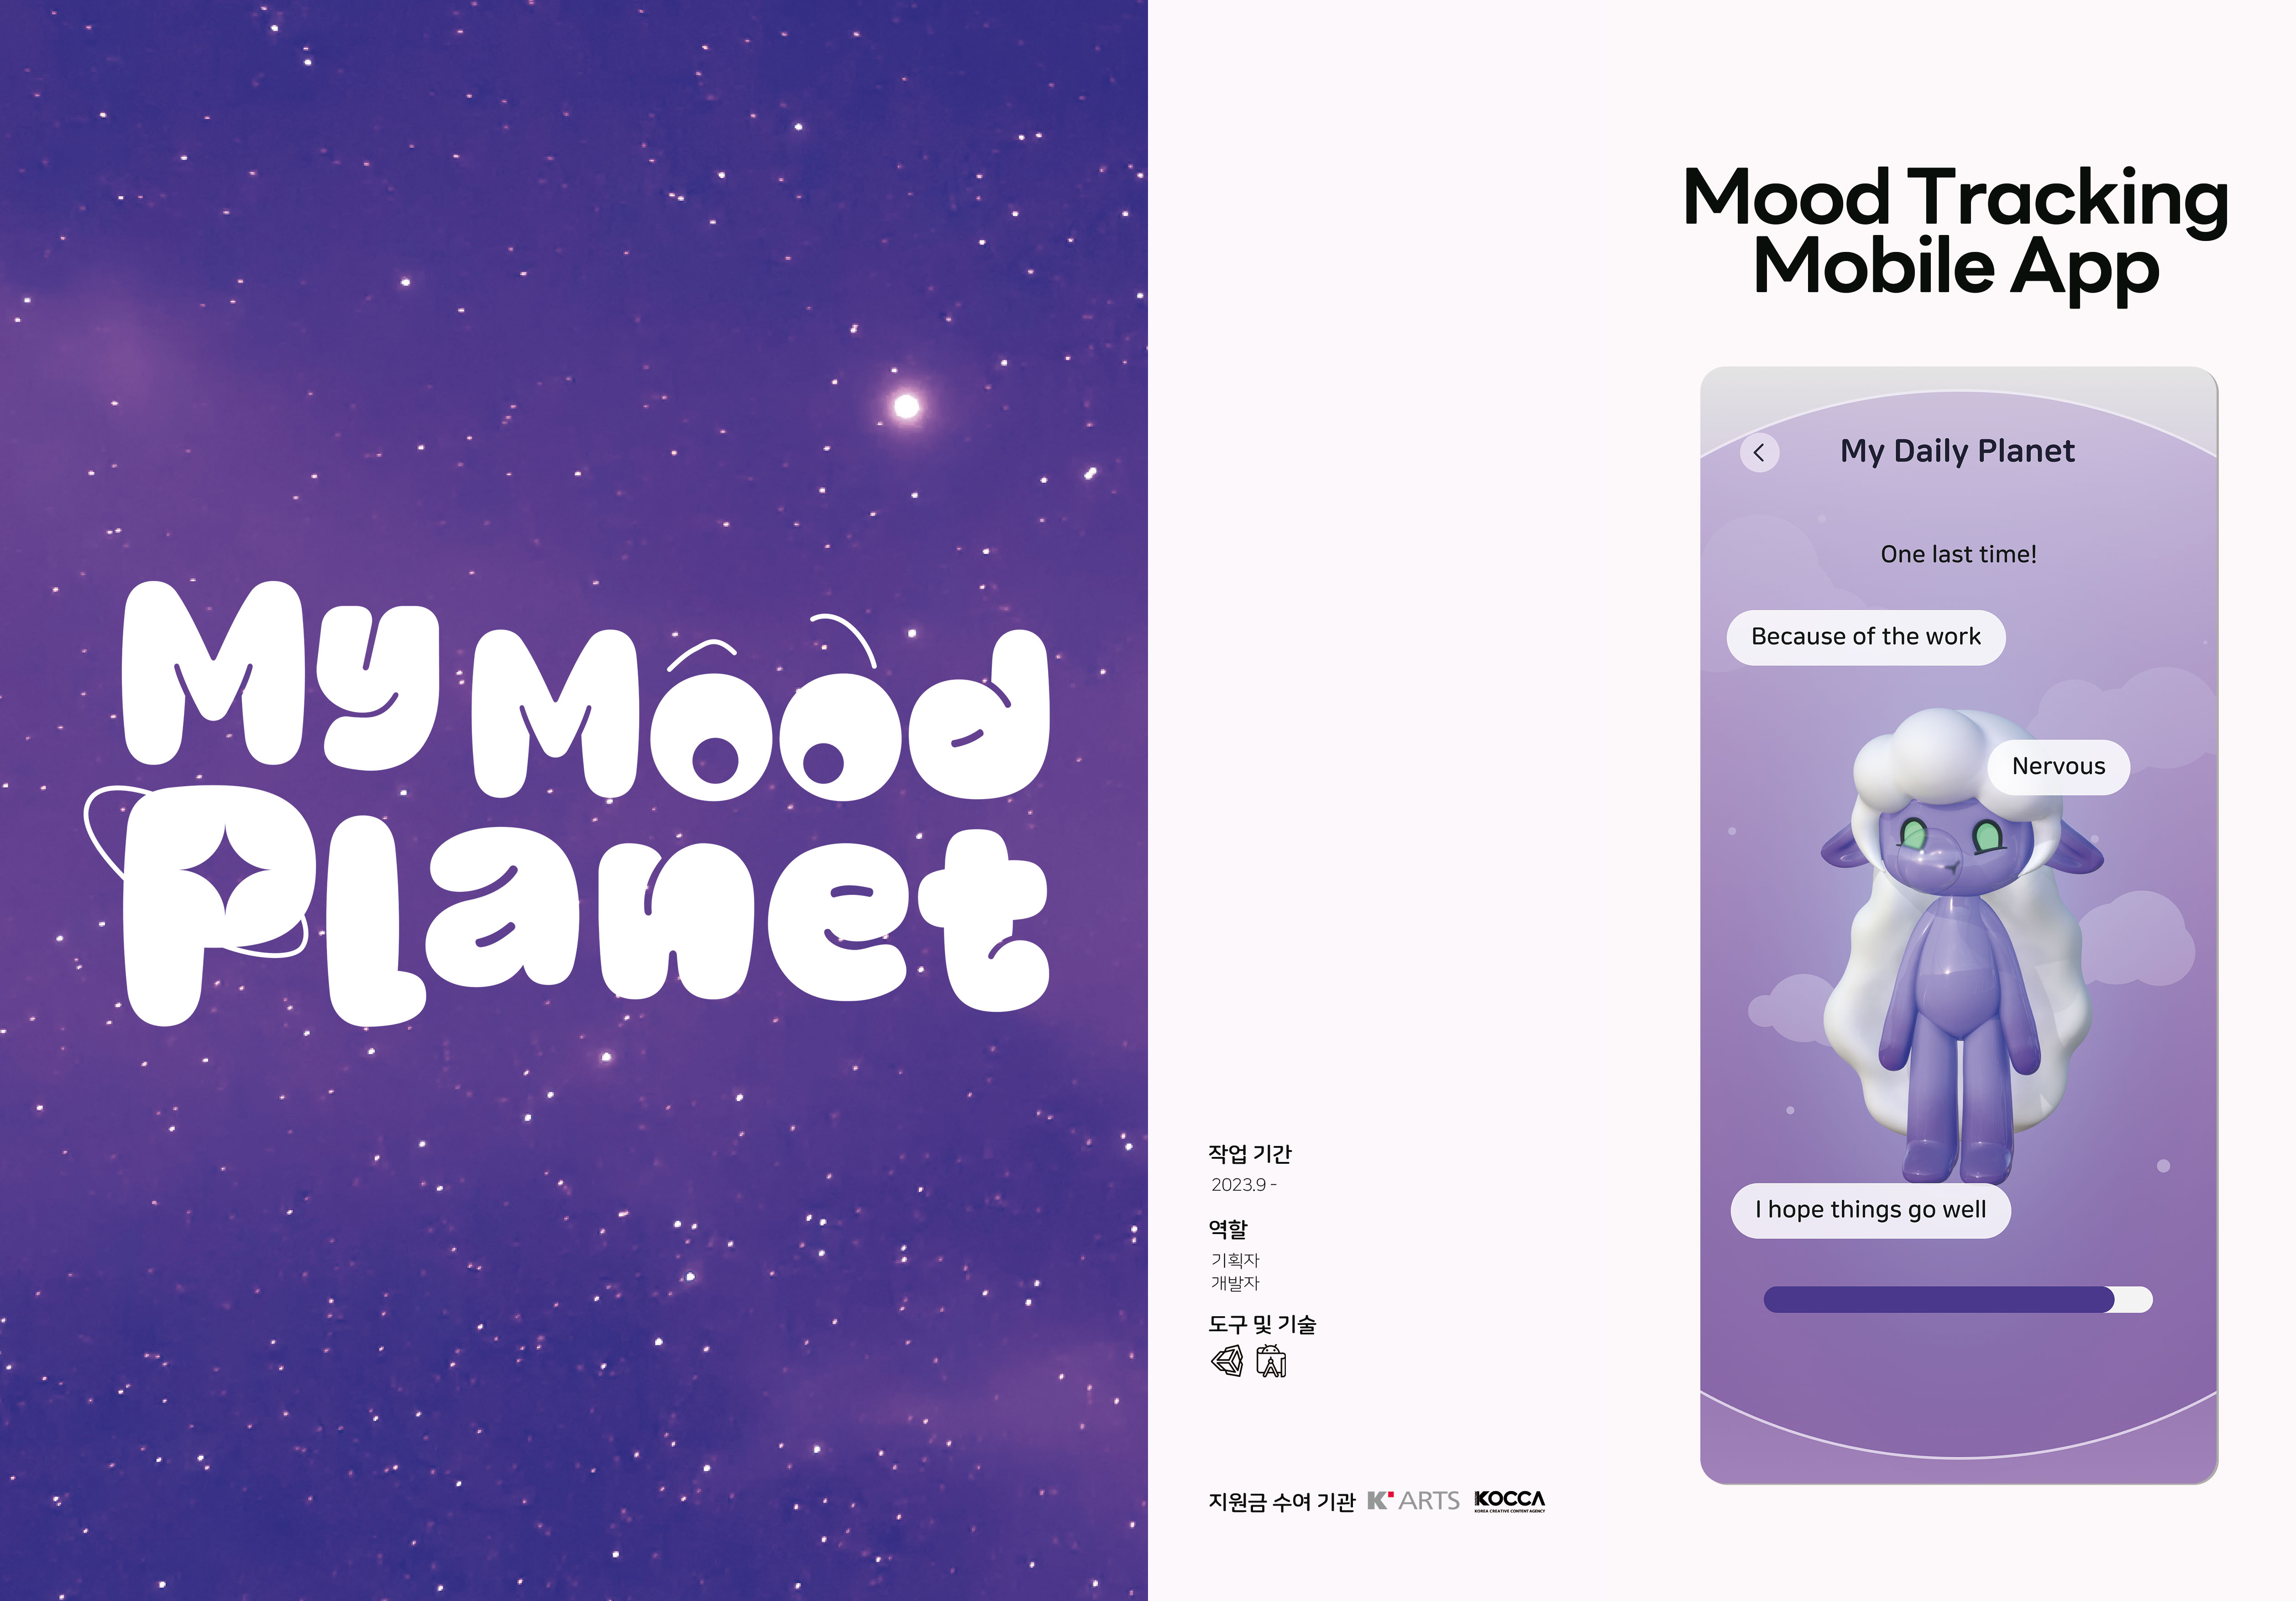 My Mood
Planet
Mood Tracking
Mobile App
My Daily Planet
One last time!
Because of the work
Nervous
I hope things go well
작업 기간
2023.9 -
역할
기획자
개발자
도구 및 기술
지원금 수여 기관 K ARTS KOCCA
KOREA CREATIVE CONTENT AGENCY